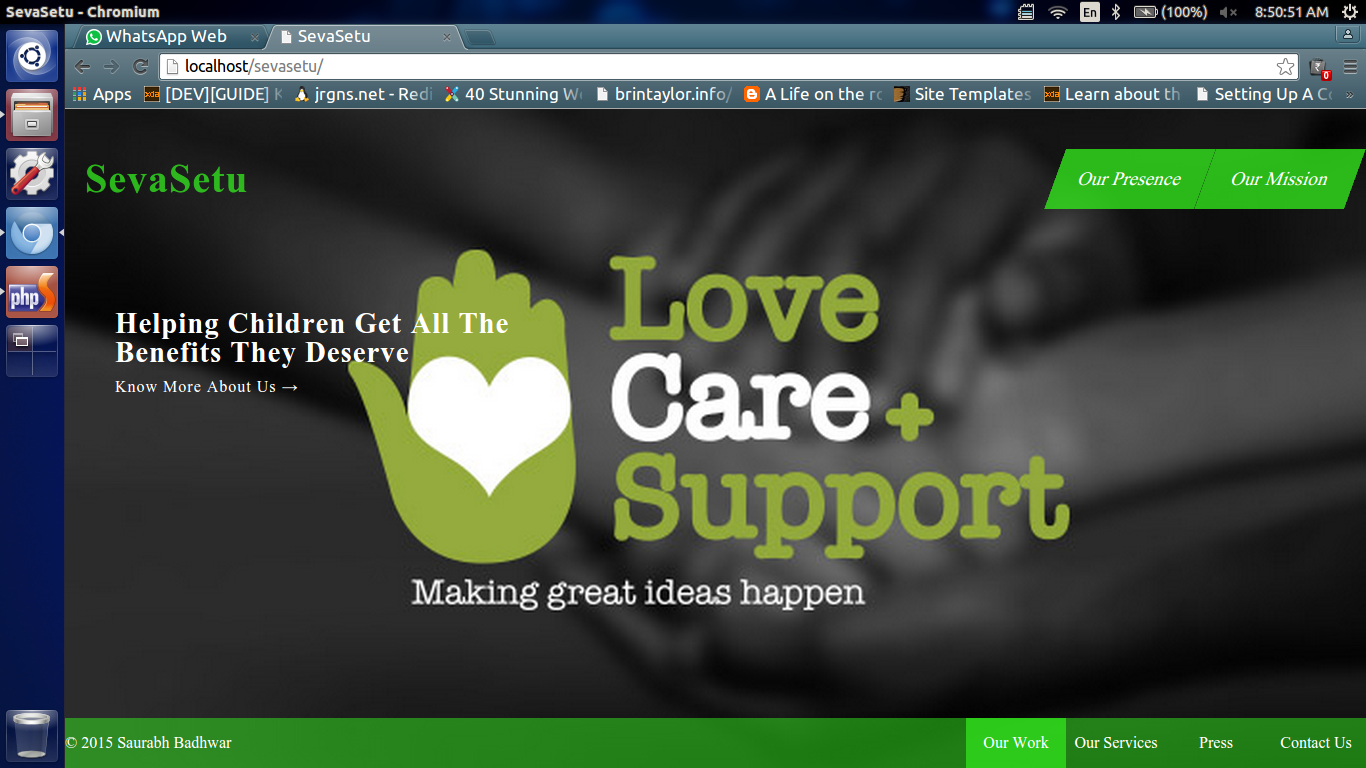 SevaSetu - Chromium
En
(100%)
8:50:51 AM
WhatsApp Web
SevaSetu
localhost/sevasetu/
0
Apps
[DEV][GUIDE]
jrgns.net - Redi
40 Stunning
brintaylor.info/
A Life on the
Site Templates
Learn about th
Setting Up A
»
SevaSetu
Our Presence
Our Mission
Helping Children Get All The
Benefits They Deserve
Know More About Us →
Love
Care +
Support
Making great ideas happen
php
© 2015 Saurabh Badhwar
Our Work
Our Services
Press
Contact Us